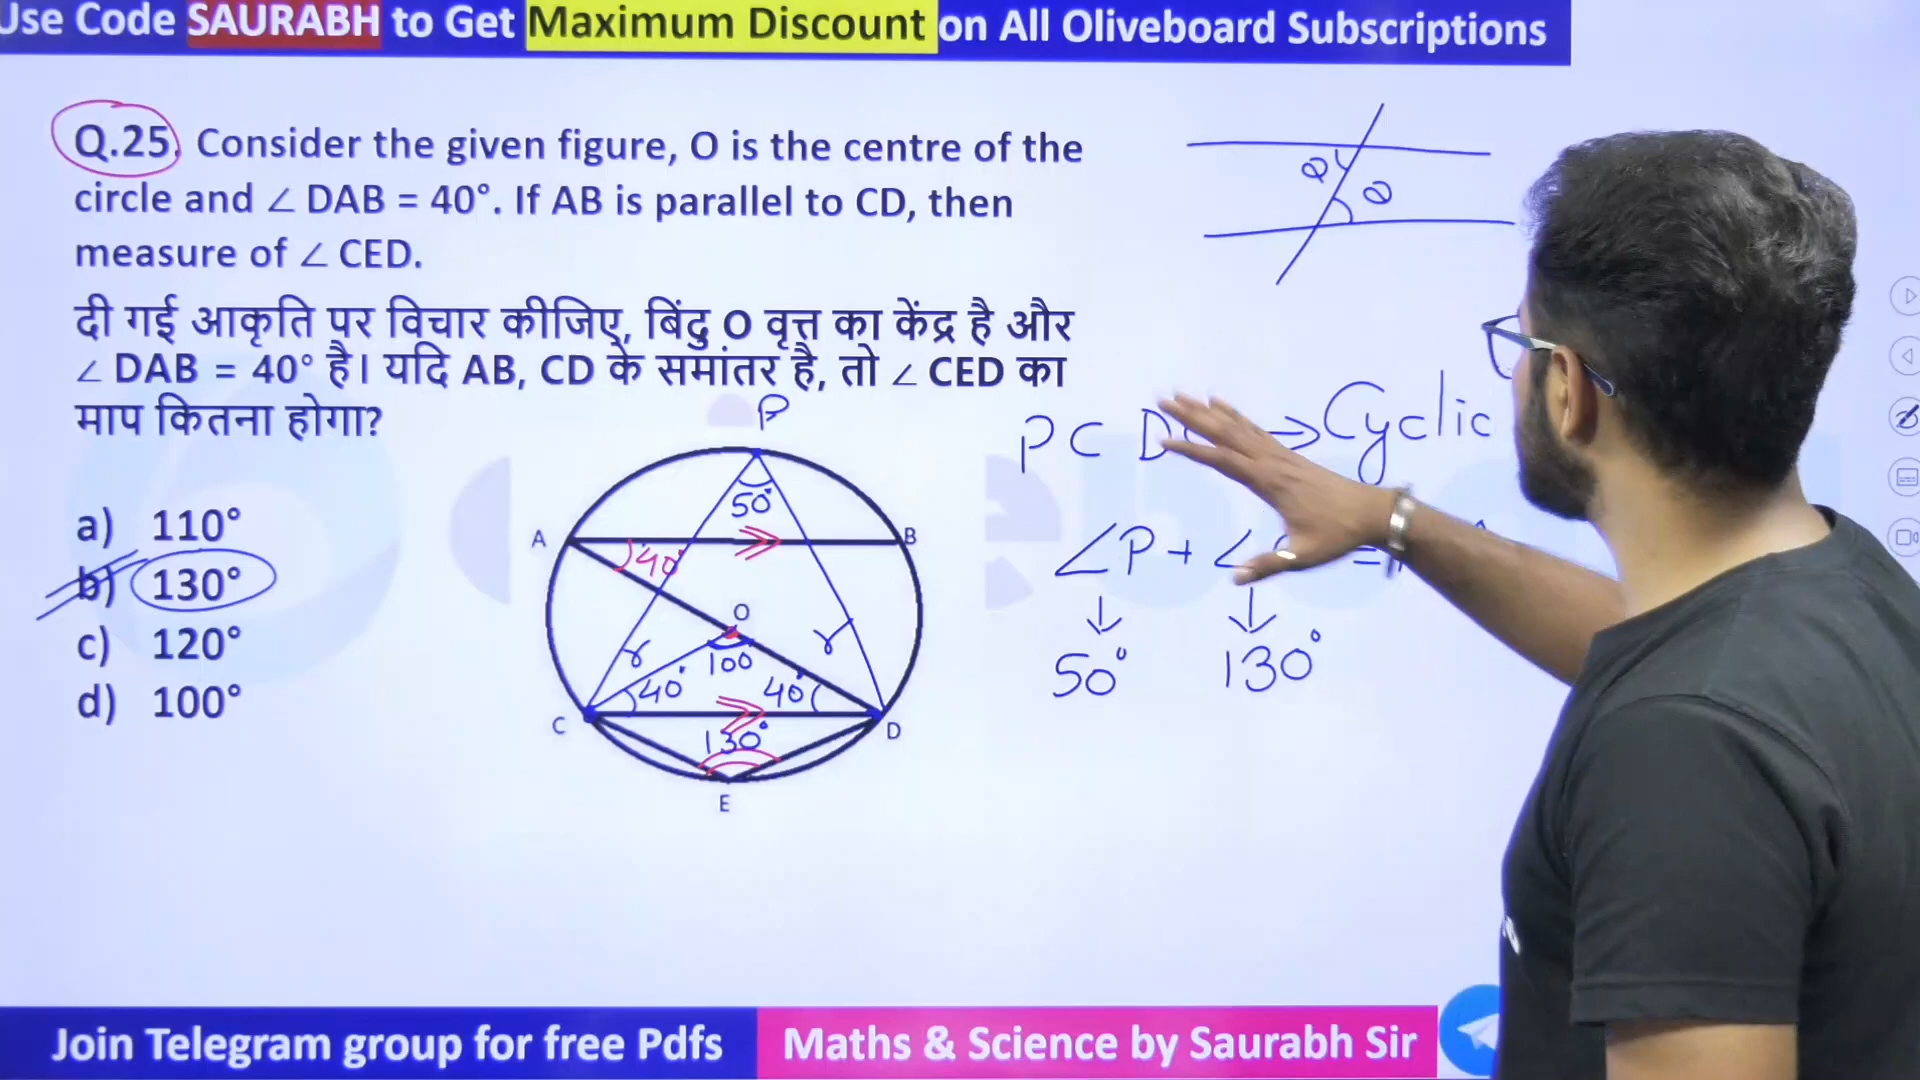 Use Code SAURABH to Get Maximum Discount on All Oliveboard Subscriptions
Q.25. Consider the given figure, O is the centre of the
circle and ∠ DAB = 40°. If AB is parallel to CD, then
measure of ∠ CED.
दी गई आकृति पर विचार कीजिए, बिंदु O वृत्त का केंद्र है और
∠ DAB = 40° है। यदि AB, CD के समांतर है, तो ∠ CED का
माप कितना होगा?
a) 110°
b) 130°
c) 120°
d) 100°
P
50°
A
B
40°
O
r
r
100°
40°
40°
C
D
130°
E
θ
θ
P C D → Cyclic
∠P + ∠
50° 130°
Join Telegram group for free Pdfs
Maths & Science by Saurabh Sir